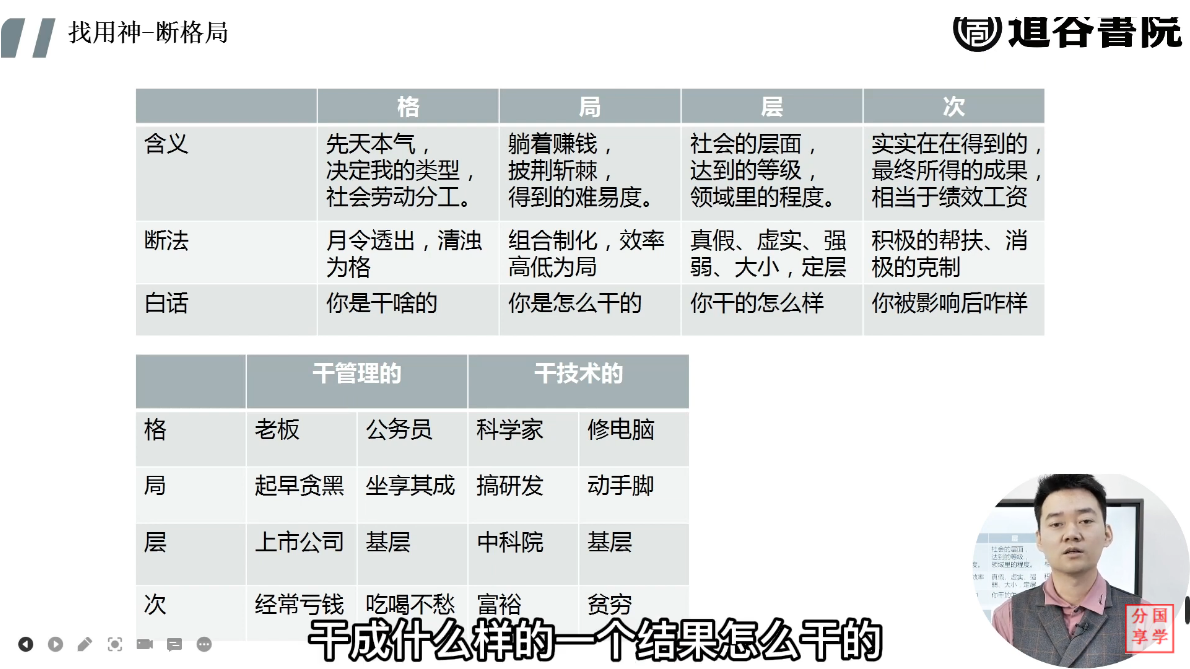 找用神-断格局
追谷書院
格 局 层 次
含义 先天本气， 躺着赚钱， 社会的层面， 实实在在得到的，
决定我的类型， 披荆斩棘， 达到的等级， 最终所得的成果，
社会劳动分工。 得到的难易度。 领域里的程度。 相当于绩效工资
断法 月令透出，清浊 组合制化，效率 真假、虚实、强 积极的帮扶、消
为格 高低为局 弱、大小，定层 极的克制
白话 你是干啥的 你是怎么干的 你干的怎么样 你被影响后咋样
干管理的 干技术的
格 老板 公务员 科学家 修电脑
局 起早贪黑 坐享其成 搞研发 动手脚
层 上市公司 基层 中科院 基层
次 经常亏钱 吃喝不愁 富裕 贫穷
分国
享学
干成什么样的一个结果怎么干的